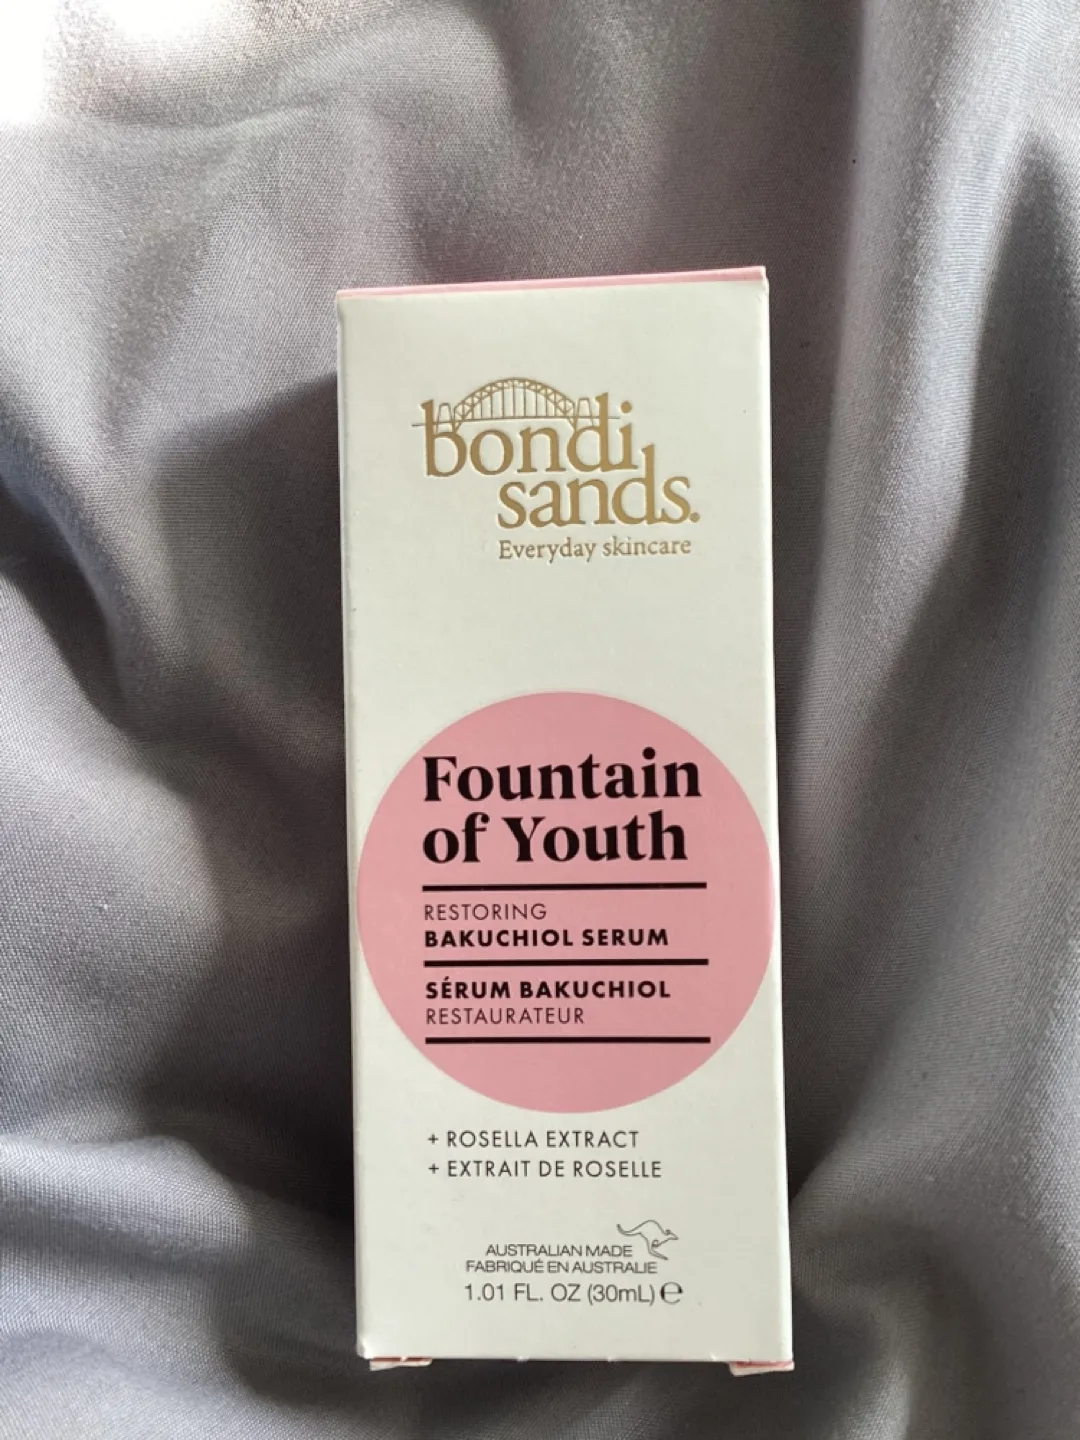 bondi
sands.
Everyday skincare
Fountain
of Youth
RESTORING
BAKUCHIOL SERUM
SÉRUM BAKUCHIOL
RESTAURATEUR
+ ROSELLA EXTRACT
+ EXTRAIT DE ROSELLE
AUSTRALIAN MADE
FABRIQUÉ EN AUSTRALIE
1.01 FL. OZ (30mL) ℮